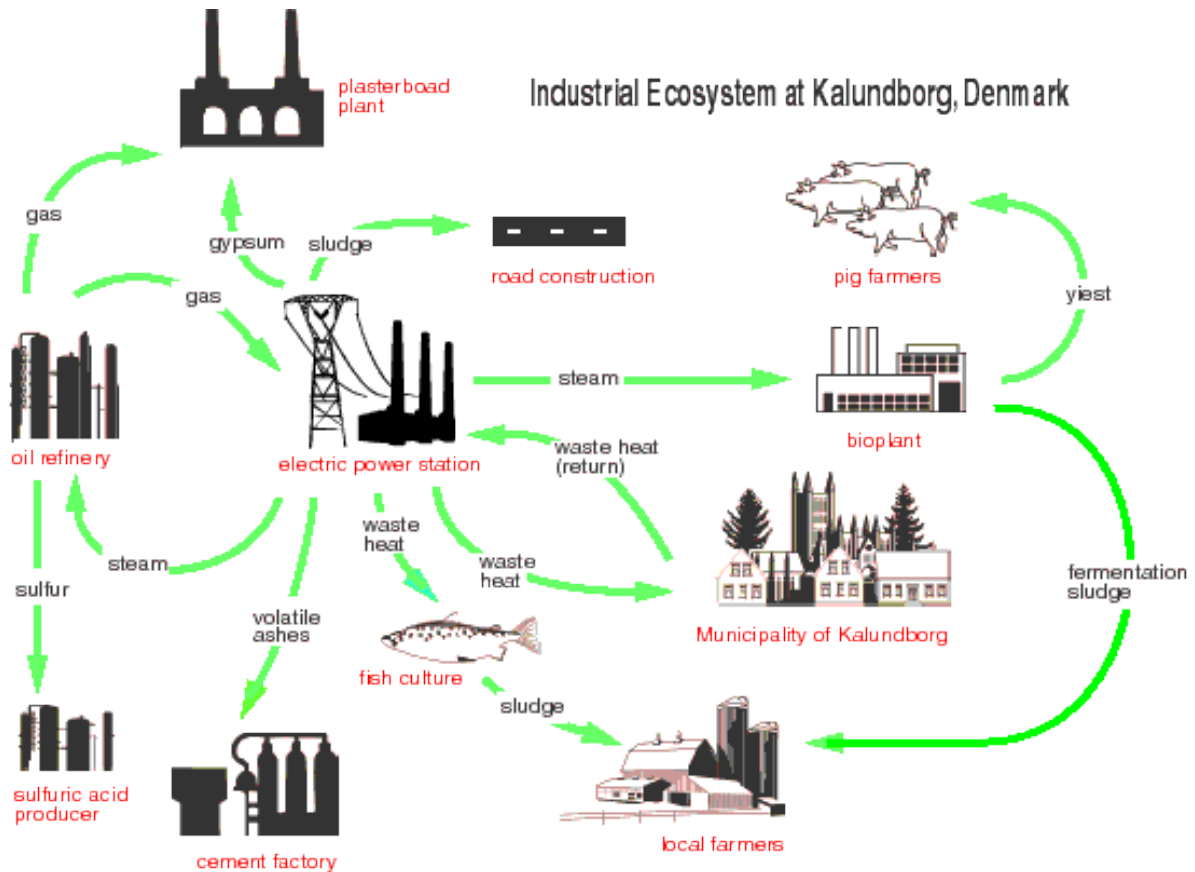 Industrial Ecosystem at Kalundborg, Denmark
plasterboad
plant
gas
gypsum
sludge
road construction
pig farmers
yiest
gas
steam
bioplant
oil refinery
electric power station
waste heat
(return)
waste
heat
waste
heat
steam
sulfur
volatile
ashes
fermentation
sludge
Municipality of Kalundborg
fish culture
sludge
sulfuric acid
producer
cement factory
local farmers